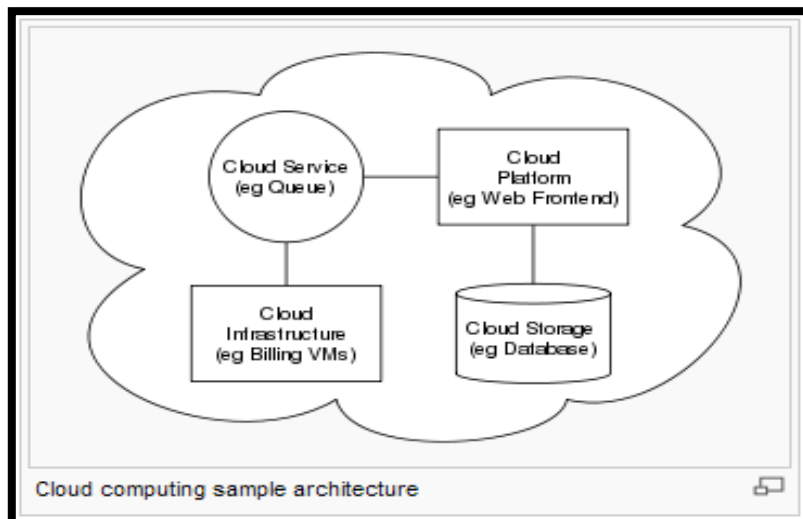 Cloud Service
(eg Queue)
Cloud
Platform
(eg Web Frontend)
Cloud
Infrastructure
(eg Billing VMs)
Cloud Storage
(eg Database)
Cloud computing sample architecture